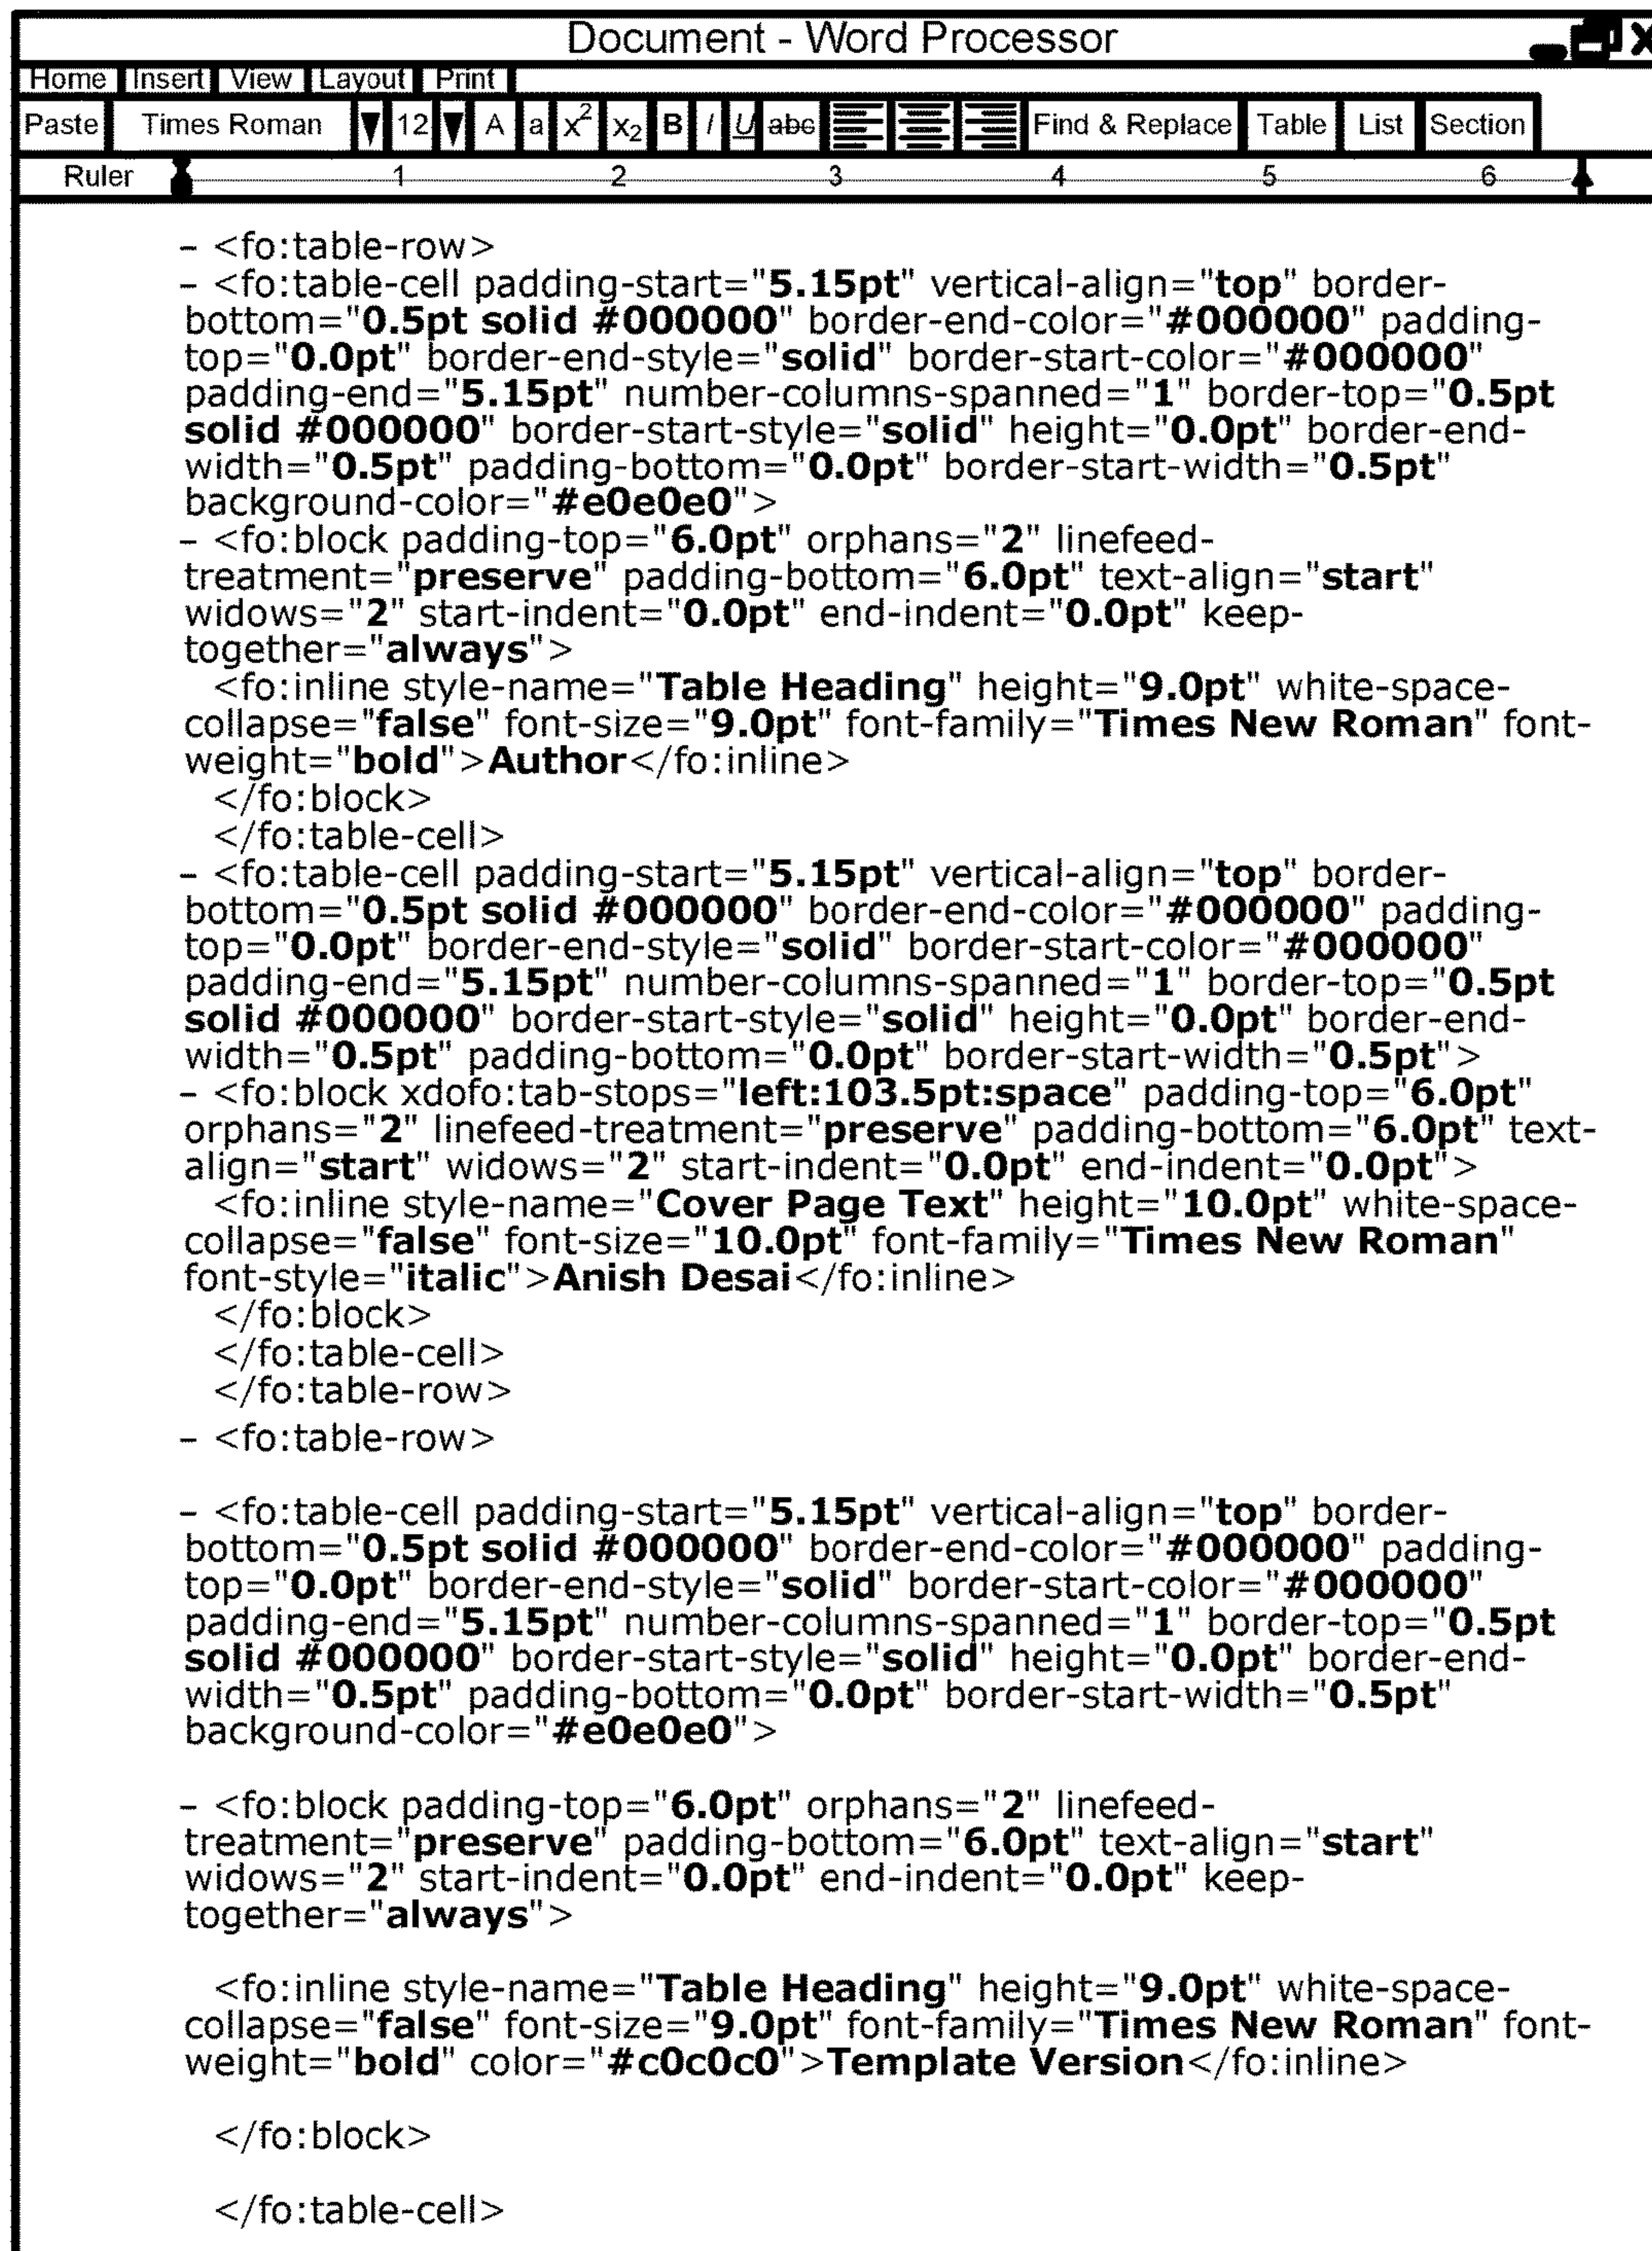 Document - Word Processor
Home Insert View Layout Print
Paste Times Roman 12 A a x2 x2 B I U abc Find & Replace Table List Section
Ruler 1 2 3 4 5 6
– <fo:table-row>
– <fo:table-cell padding-start="5.15pt" vertical-align="top" border-
bottom="0.5pt solid #000000" border-end-color="#000000" padding-
top="0.0pt" border-end-style="solid" border-start-color="#000000"
padding-end="5.15pt" number-columns-spanned="1" border-top="0.5pt
solid #000000" border-start-style="solid" height="0.0pt" border-end-
width="0.5pt" padding-bottom="0.0pt" border-start-width="0.5pt"
background-color="#e0e0e0">
– <fo:block padding-top="6.0pt" orphans="2" linefeed-
treatment="preserve" padding-bottom="6.0pt" text-align="start"
widows="2" start-indent="0.0pt" end-indent="0.0pt" keep-
together="always">
<fo:inline style-name="Table Heading" height="9.0pt" white-space-
collapse="false" font-size="9.0pt" font-family="Times New Roman" font-
weight="bold">Author</fo:inline>
</fo:block>
</fo:table-cell>
– <fo:table-cell padding-start="5.15pt" vertical-align="top" border-
bottom="0.5pt solid #000000" border-end-color="#000000" padding-
top="0.0pt" border-end-style="solid" border-start-color="#000000"
padding-end="5.15pt" number-columns-spanned="1" border-top="0.5pt
solid #000000" border-start-style="solid" height="0.0pt" border-end-
width="0.5pt" padding-bottom="0.0pt" border-start-width="0.5pt">
– <fo:block xdofo:tab-stops="left:103.5pt:space" padding-top="6.0pt"
orphans="2" linefeed-treatment="preserve" padding-bottom="6.0pt" text-
align="start" widows="2" start-indent="0.0pt" end-indent="0.0pt">
<fo:inline style-name="Cover Page Text" height="10.0pt" white-space-
collapse="false" font-size="10.0pt" font-family="Times New Roman"
font-style="italic">Anish Desai</fo:inline>
</fo:block>
</fo:table-cell>
</fo:table-row>
– <fo:table-row>
– <fo:table-cell padding-start="5.15pt" vertical-align="top" border-
bottom="0.5pt solid #000000" border-end-color="#000000" padding-
top="0.0pt" border-end-style="solid" border-start-color="#000000"
padding-end="5.15pt" number-columns-spanned="1" border-top="0.5pt
solid #000000" border-start-style="solid" height="0.0pt" border-end-
width="0.5pt" padding-bottom="0.0pt" border-start-width="0.5pt"
background-color="#e0e0e0">
– <fo:block padding-top="6.0pt" orphans="2" linefeed-
treatment="preserve" padding-bottom="6.0pt" text-align="start"
widows="2" start-indent="0.0pt" end-indent="0.0pt" keep-
together="always">
<fo:inline style-name="Table Heading" height="9.0pt" white-space-
collapse="false" font-size="9.0pt" font-family="Times New Roman" font-
weight="bold" color="#c0c0c0">Template Version</fo:inline>
</fo:block>
</fo:table-cell>